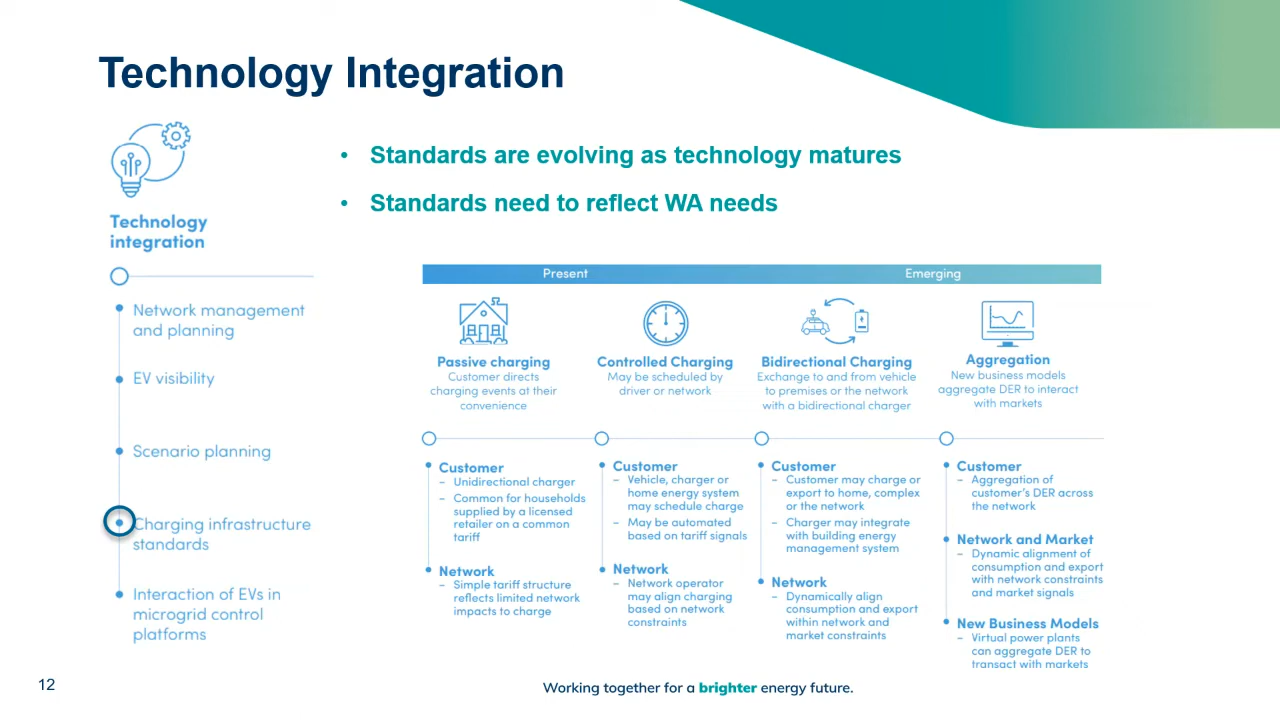 Technology Integration
Technology
integration
Network management
and planning
EV visibility
Scenario planning
Charging infrastructure
standards
Interaction of EVs in
microgrid control
platforms
• Standards are evolving as technology matures
• Standards need to reflect WA needs
Present
Emerging
Passive charging
Customer directs
charging events at their
convenience
Customer
– Unidirectional charger
– Common for households
supplied by a licensed
retailer on a common
tariff
Network
– Simple tariff structure
reflects limited network
impacts to charge
Controlled Charging
May be scheduled by
driver or network
Customer
– Vehicle, charger or
home energy system
may schedule charge
– May be automated
based on tariff signals
Network
– Network operator
may align charging
based on network
constraints
Bidirectional Charging
Exchange to and from vehicle
to premises or the network
with a bidirectional charger
Customer
– Customer may charge or
export to home, complex
or the network
– Charger may integrate
with building energy
management system
Network
– Dynamically align
consumption and export
within network and
market constraints
Aggregation
New business models
aggregate DER to interact
with markets
Customer
– Aggregation of
customer's DER across
the network
Network and Market
– Dynamic alignment of
consumption and export
with network constraints
and market signals
New Business Models
– Virtual power plants
can aggregate DER to
transact with markets
12
Working together for a brighter energy future.